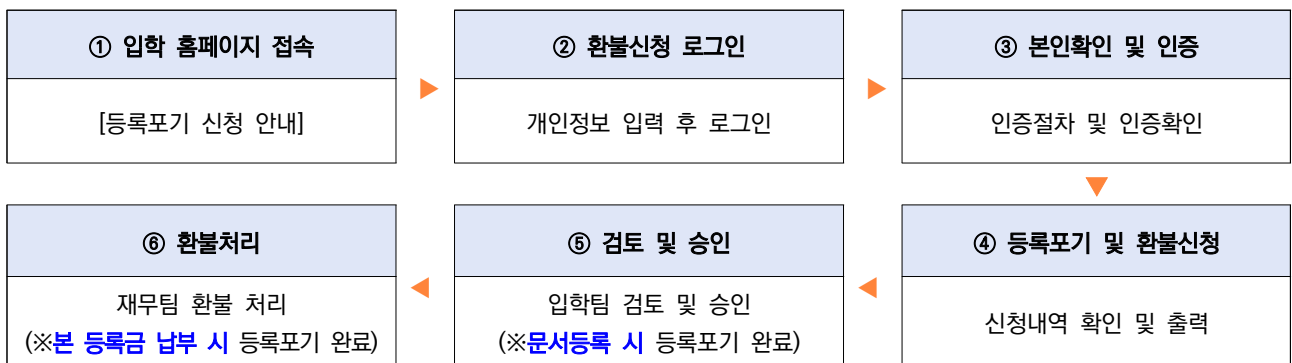 ① 입학 홈페이지 접속
[등록포기 신청 안내]
② 환불신청 로그인
개인정보 입력 후 로그인
③ 본인확인 및 인증
인증절차 및 인증확인
④ 등록포기 및 환불신청
신청내역 확인 및 출력
⑤ 검토 및 승인
입학팀 검토 및 승인
(※문서등록 시 등록포기 완료)
⑥ 환불처리
재무팀 환불 처리
(※본 등록금 납부 시 등록포기 완료)